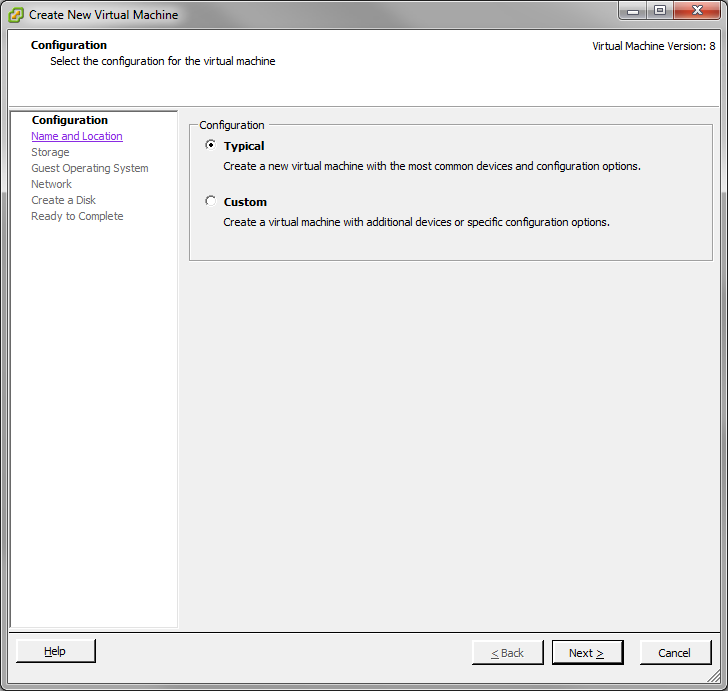 Create New Virtual Machine
Configuration
Select the configuration for the virtual machine
Virtual Machine Version: 8
Configuration
Name and Location
Storage
Guest Operating System
Network
Create a Disk
Ready to Complete
Configuration
Typical
Create a new virtual machine with the most common devices and configuration options.
Custom
Create a virtual machine with additional devices or specific configuration options.
Help
< Back
Next >
Cancel